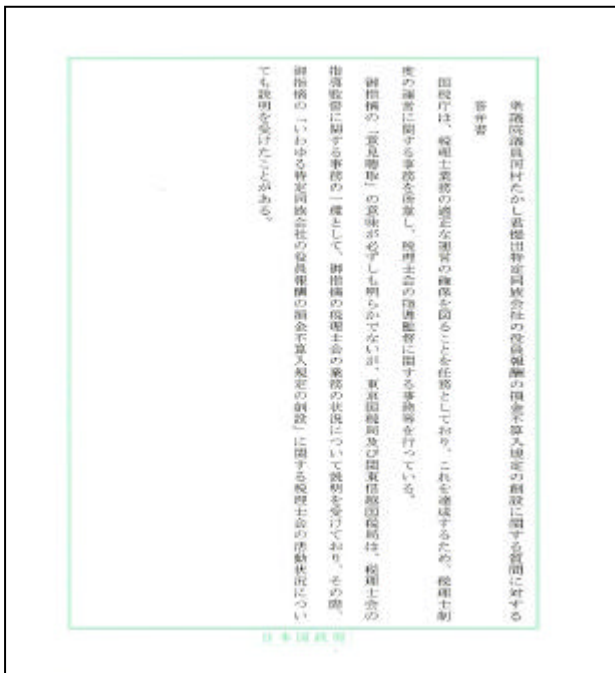 衆議院議員河村たかし君提出特定同族会社の役員報酬の損金不算入規定の創設に関する質問に対する
答弁書
国税庁は、税理士業務の適正な運営の確保を図ることを任務としており、これを達成するため、税理士制
度の運営に関する事務を所掌し、税理士会の指導監督に関する事務等を行っている。
御指摘の「意見聴取」の意味が必ずしも明らかでないが、東京国税局及び関東信越国税局は、税理士会の
指導監督に関する事務の一環として、御指摘の税理士会の業務の状況について説明を受けており、その際、
御指摘の「いわゆる特定同族会社の役員報酬の損金不算入規定の創設」に関する税理士会の活動状況につい
ても説明を受けたことがある。
日本国政府